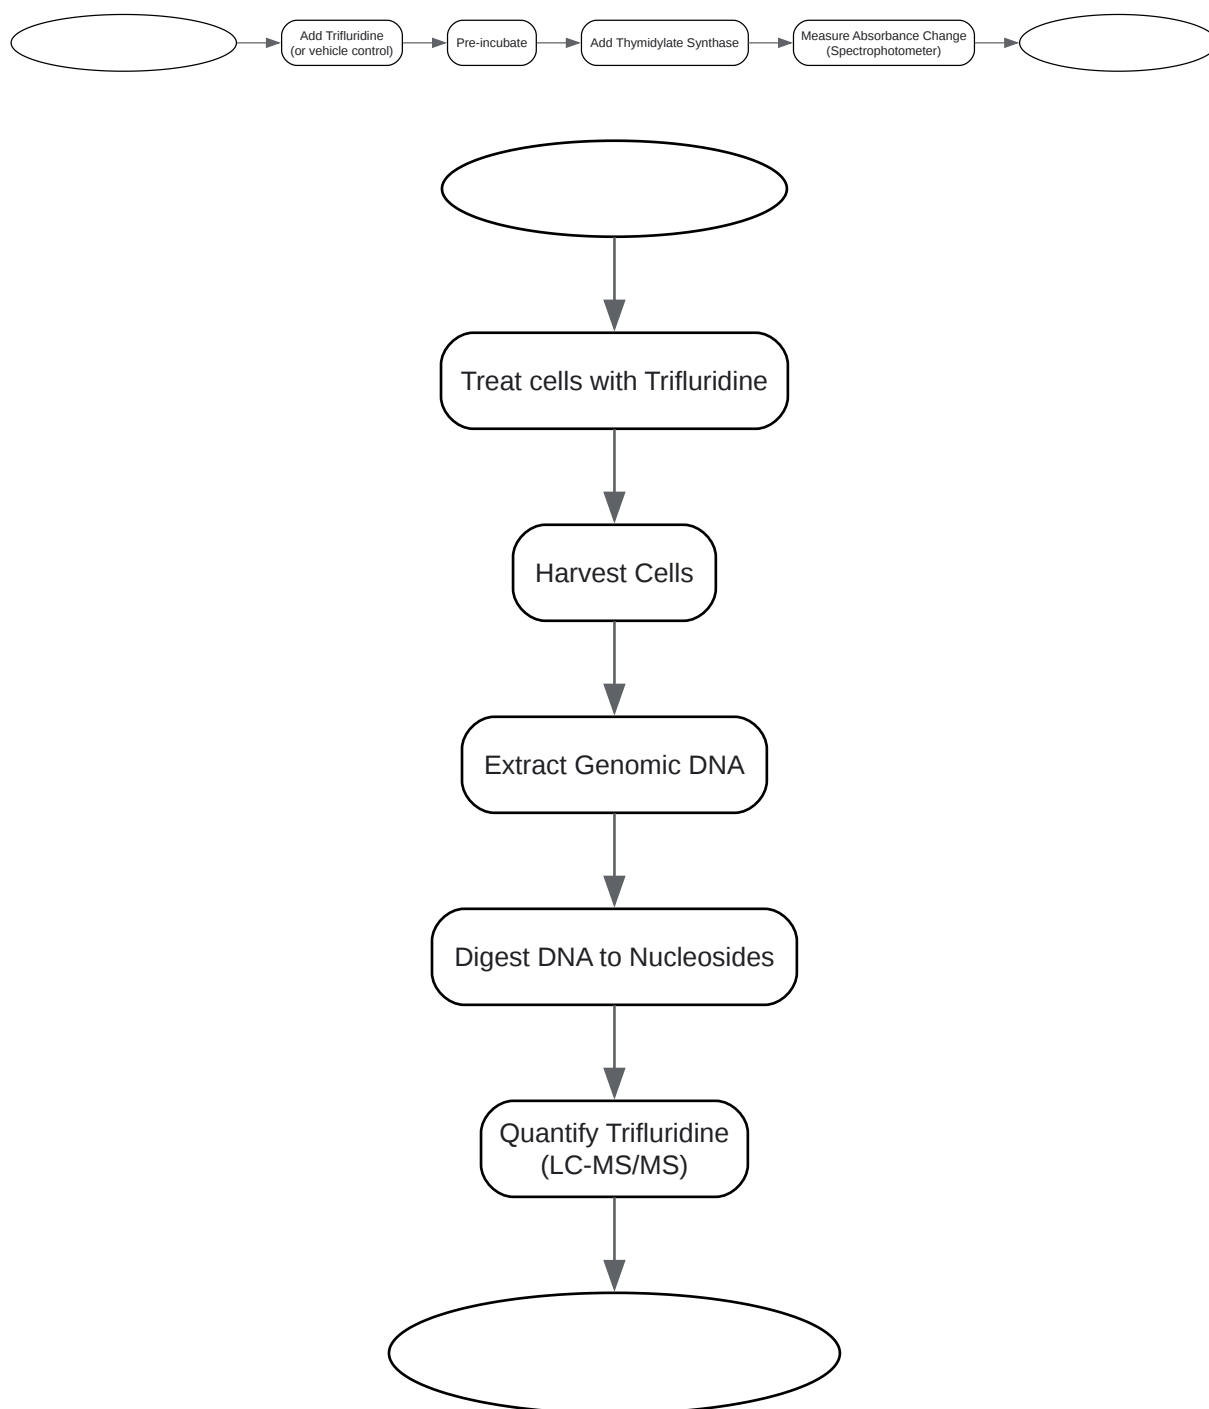 Add Trifluridine
(or vehicle control)
Pre-incubate
Add Thymidylate Synthase
Measure Absorbance Change
(Spectrophotometer)
Treat cells with Trifluridine
Harvest Cells
Extract Genomic DNA
Digest DNA to Nucleosides
Quantify Trifluridine
(LC-MS/MS)